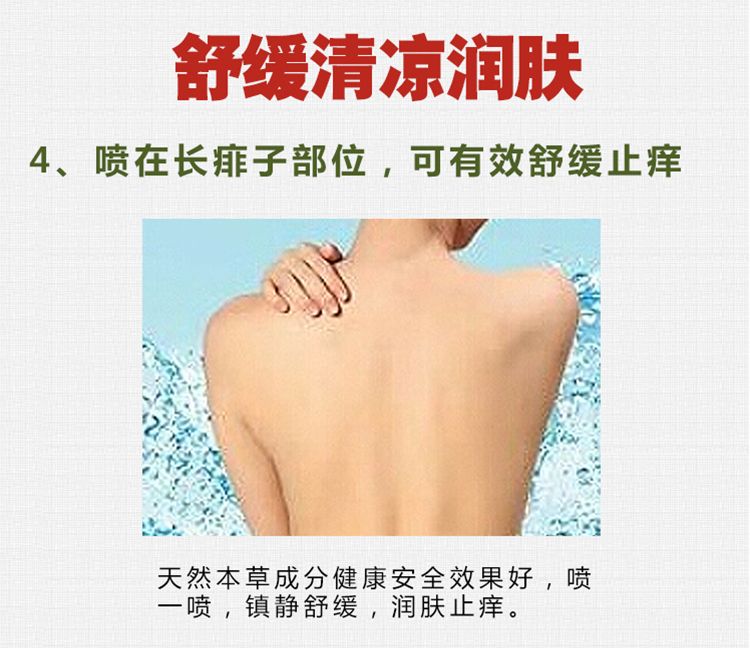 舒缓清凉润肤
4、喷在长痱子部位，可有效舒缓止痒
天然本草成分健康安全效果好，喷
一喷，镇静舒缓，润肤止痒。